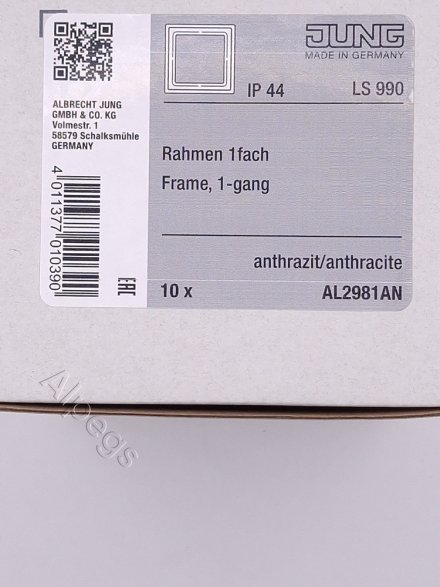 JUNG
MADE IN GERMANY
IP 44
LS 990
ALBRECHT JUNG
GMBH & CO. KG
Volmestr. 1
58579 Schalksmühle
GERMANY
Rahmen 1fach
Frame, 1-gang
4 011377 010390
EAC
anthrazit/anthracite
10 x
AL2981AN
Alpegs